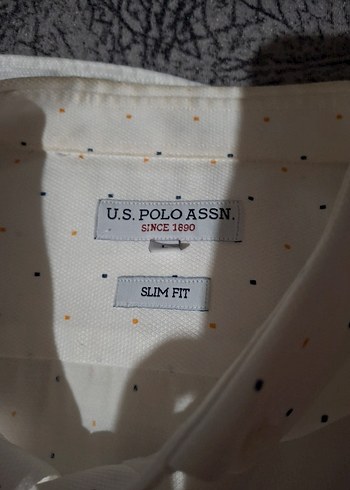 U.S. POLO ASSN.
SINCE 1890
SLIM FIT